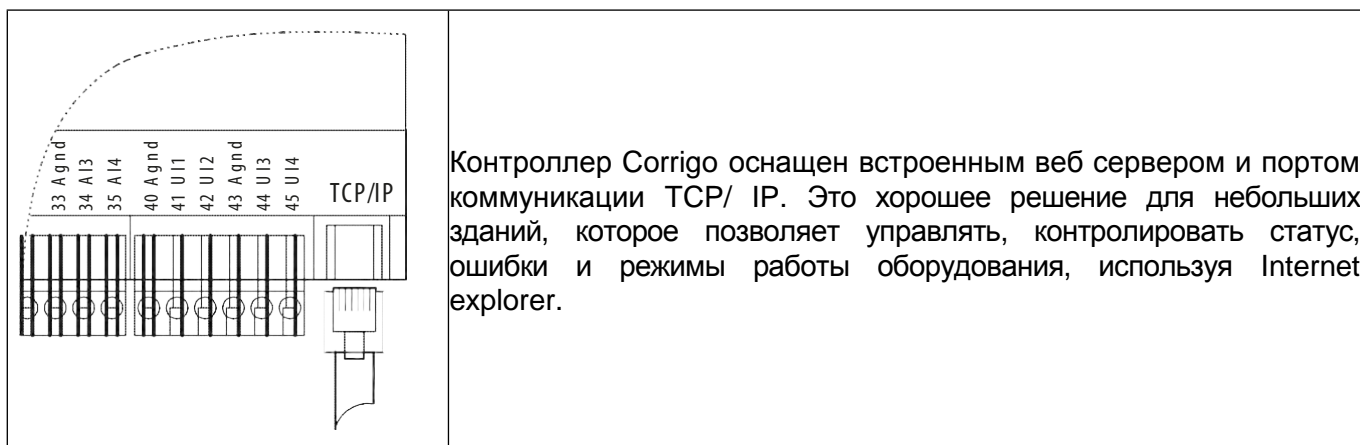 33 Agnd
34 AI3
35 AI4
40 Agnd
41 UI1
42 UI2
43 Agnd
44 UI3
45 UI4
TCP/IP
Контроллер Corrigo оснащен встроенным веб сервером и портом
коммуникации TCP/ IP. Это хорошее решение для небольших
зданий, которое позволяет управлять, контролировать статус,
ошибки и режимы работы оборудования, используя Internet
explorer.